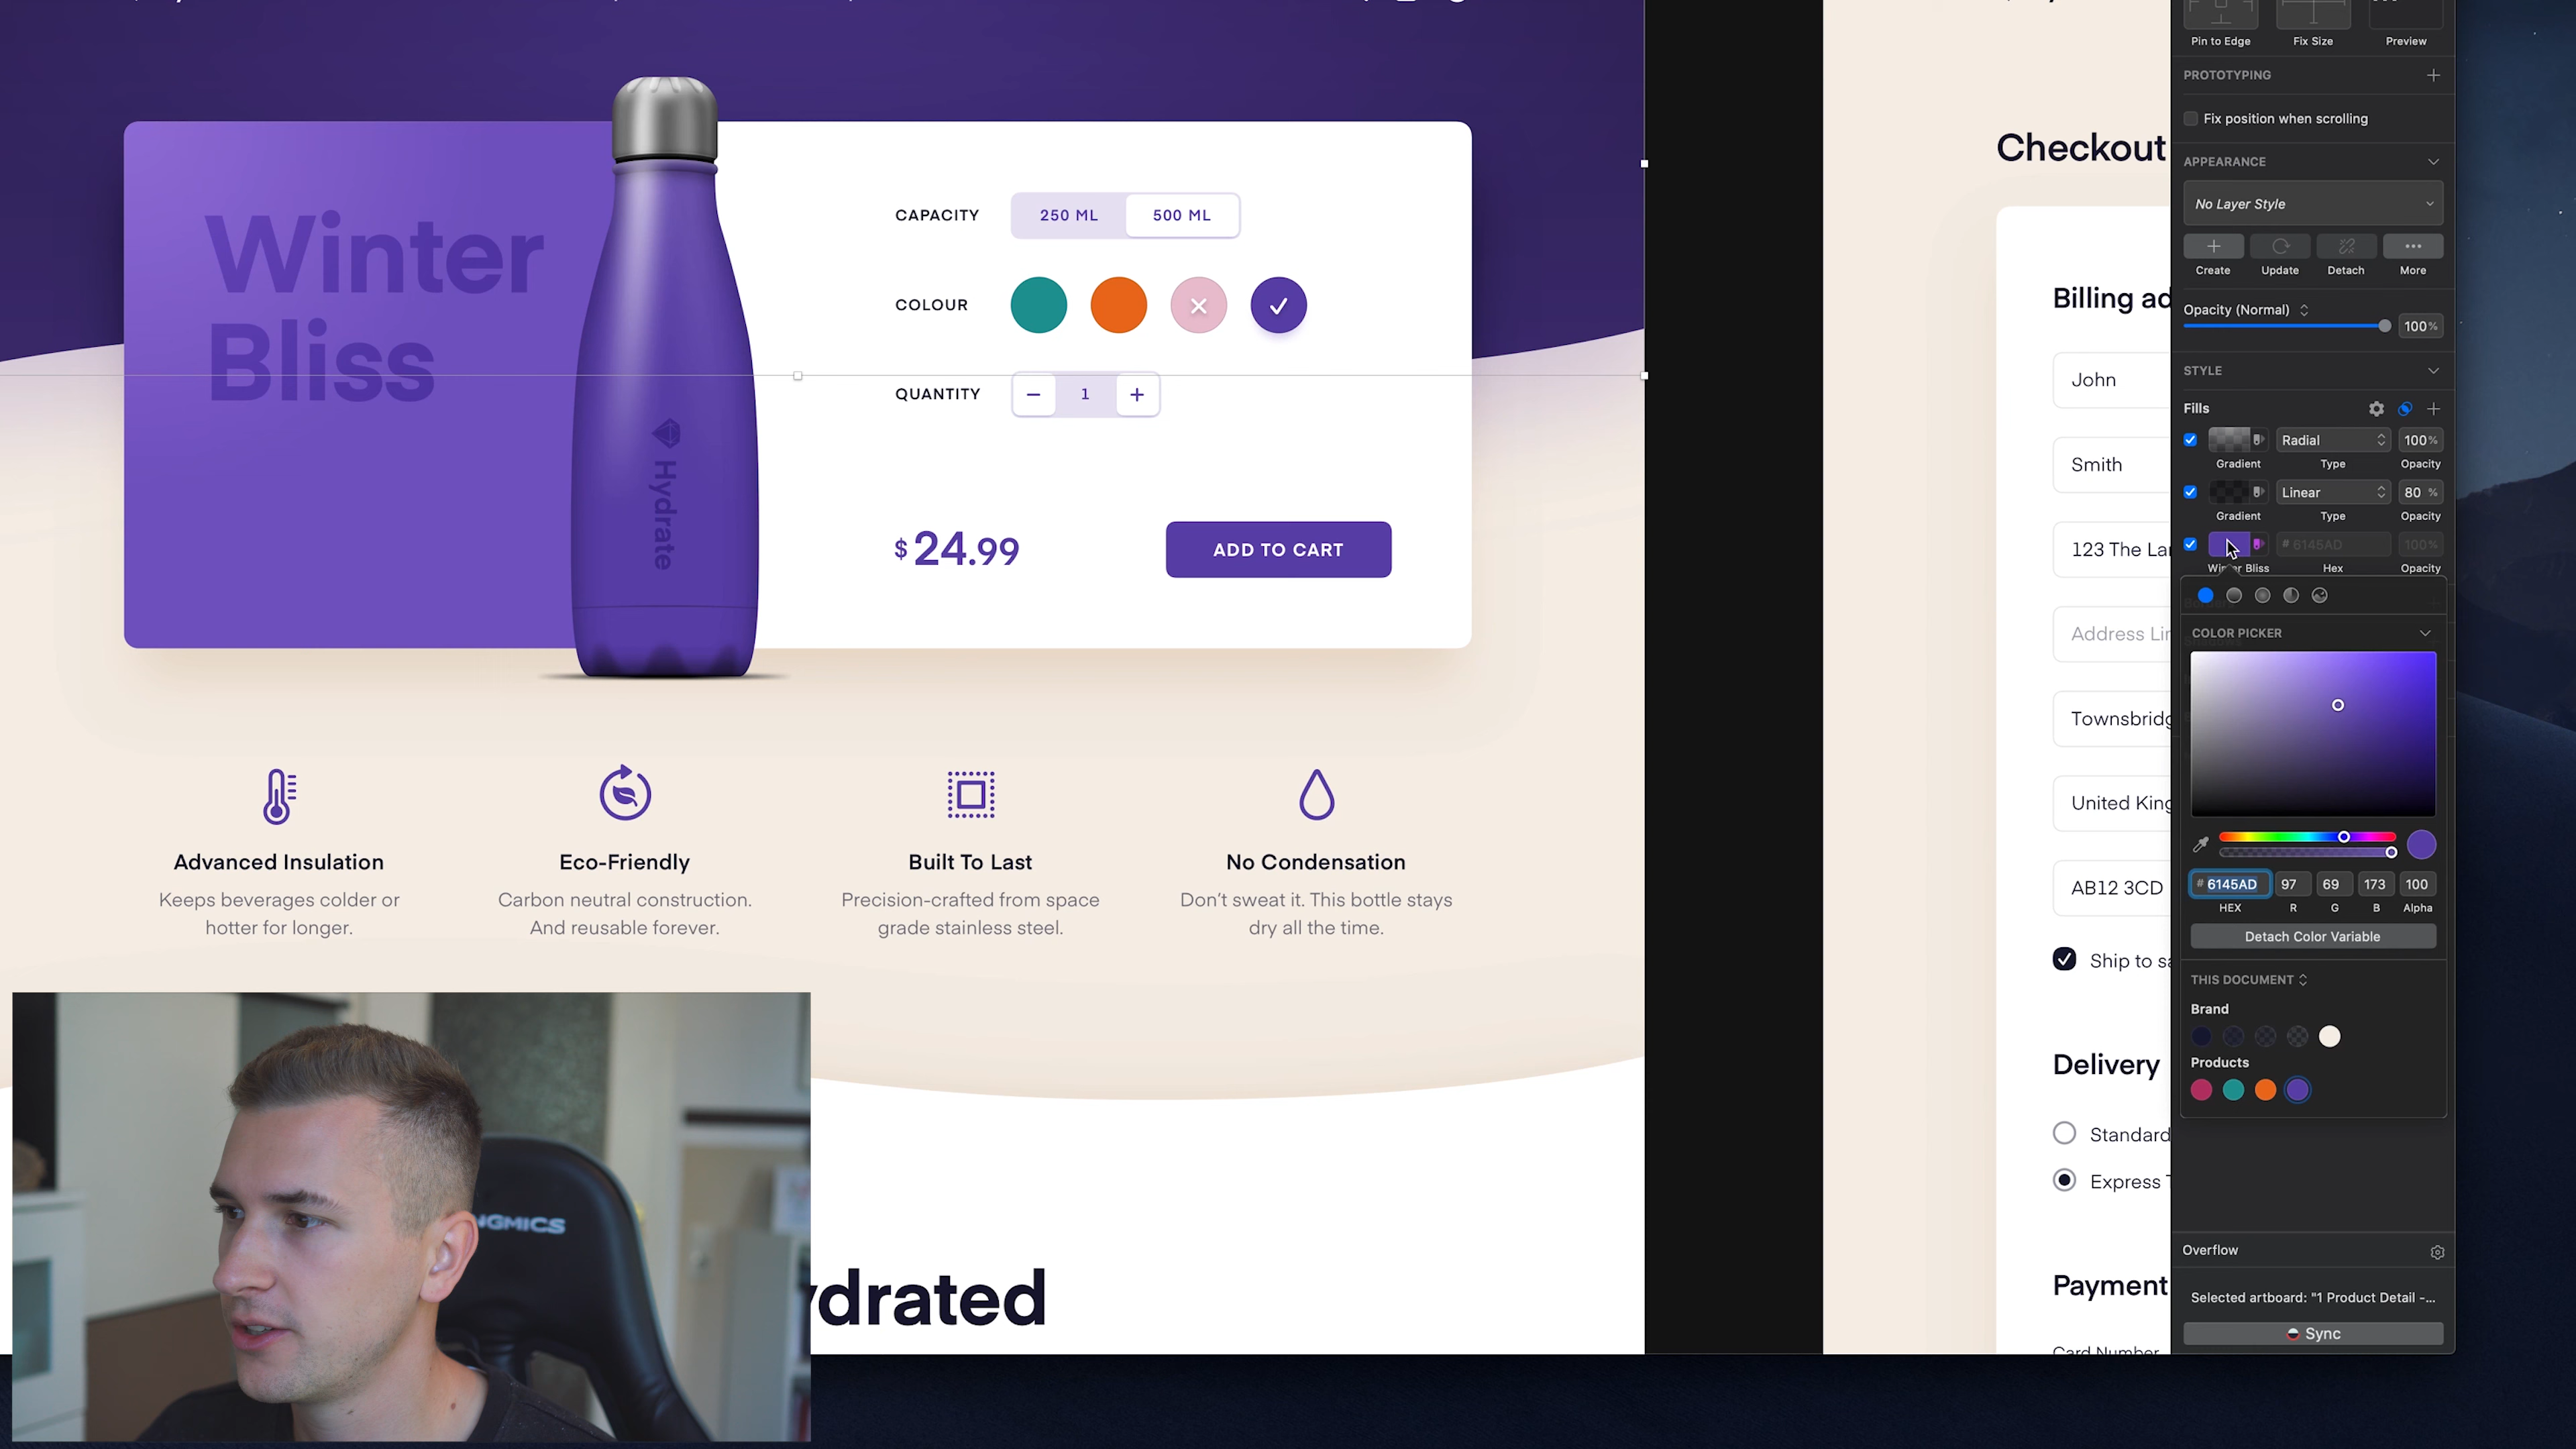 Winter
Bliss
Hydrate
CAPACITY
250 ML
500 ML
COLOUR
QUANTITY
1
$ 24.99
ADD TO CART
Advanced Insulation
Keeps beverages colder or
hotter for longer.
Eco-Friendly
Carbon neutral construction.
And reusable forever.
Built To Last
Precision-crafted from space
grade stainless steel.
No Condensation
Don't sweat it. This bottle stays
dry all the time.
ydrated
Checkout
Billing ad
John
Smith
123 The La
Address Li
Townsbridg
United King
AB12 3CD
Ship to sa
Delivery
Standard
Express T
Payment
Card Number
Pin to Edge
Fix Size
Preview
PROTOTYPING
Fix position when scrolling
APPEARANCE
No Layer Style
Create
Update
Detach
More
Opacity (Normal)
100%
STYLE
Fills
Radial
100%
Gradient
Type
Opacity
Linear
80 %
Gradient
Type
Opacity
# 6145AD
100%
Winter Bliss
Hex
Opacity
COLOR PICKER
# 6145AD
97
69
173
100
HEX
R
G
B
Alpha
Detach Color Variable
THIS DOCUMENT
Brand
Products
Overflow
Selected artboard: "1 Product Detail -...
Sync